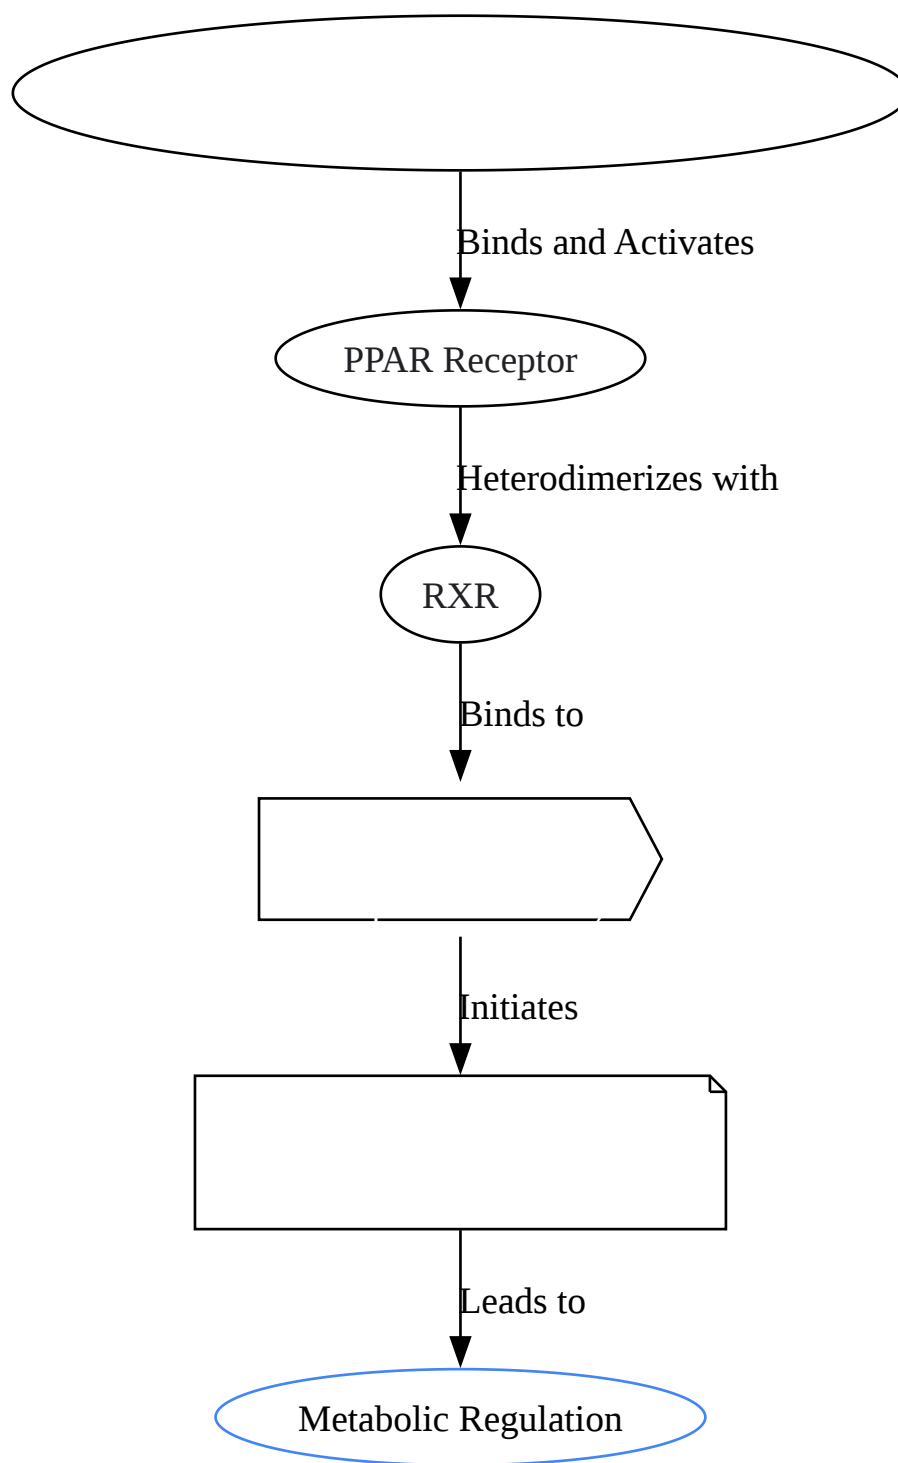 Binds and Activates
PPAR Receptor
Heterodimerizes with
RXR
Binds to
Initiates
Leads to
Metabolic Regulation